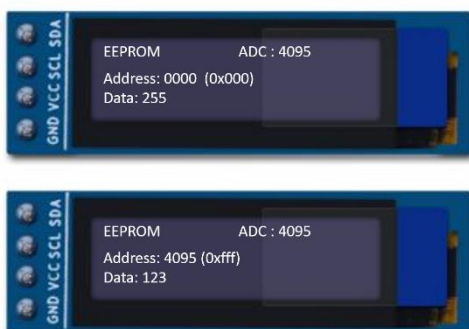 GND VCC SCL SDA
EEPROM ADC : 4095
Address: 0000 (0x000)
Data: 255
GND VCC SCL SDA
EEPROM ADC : 4095
Address: 4095 (0xfff)
Data: 123